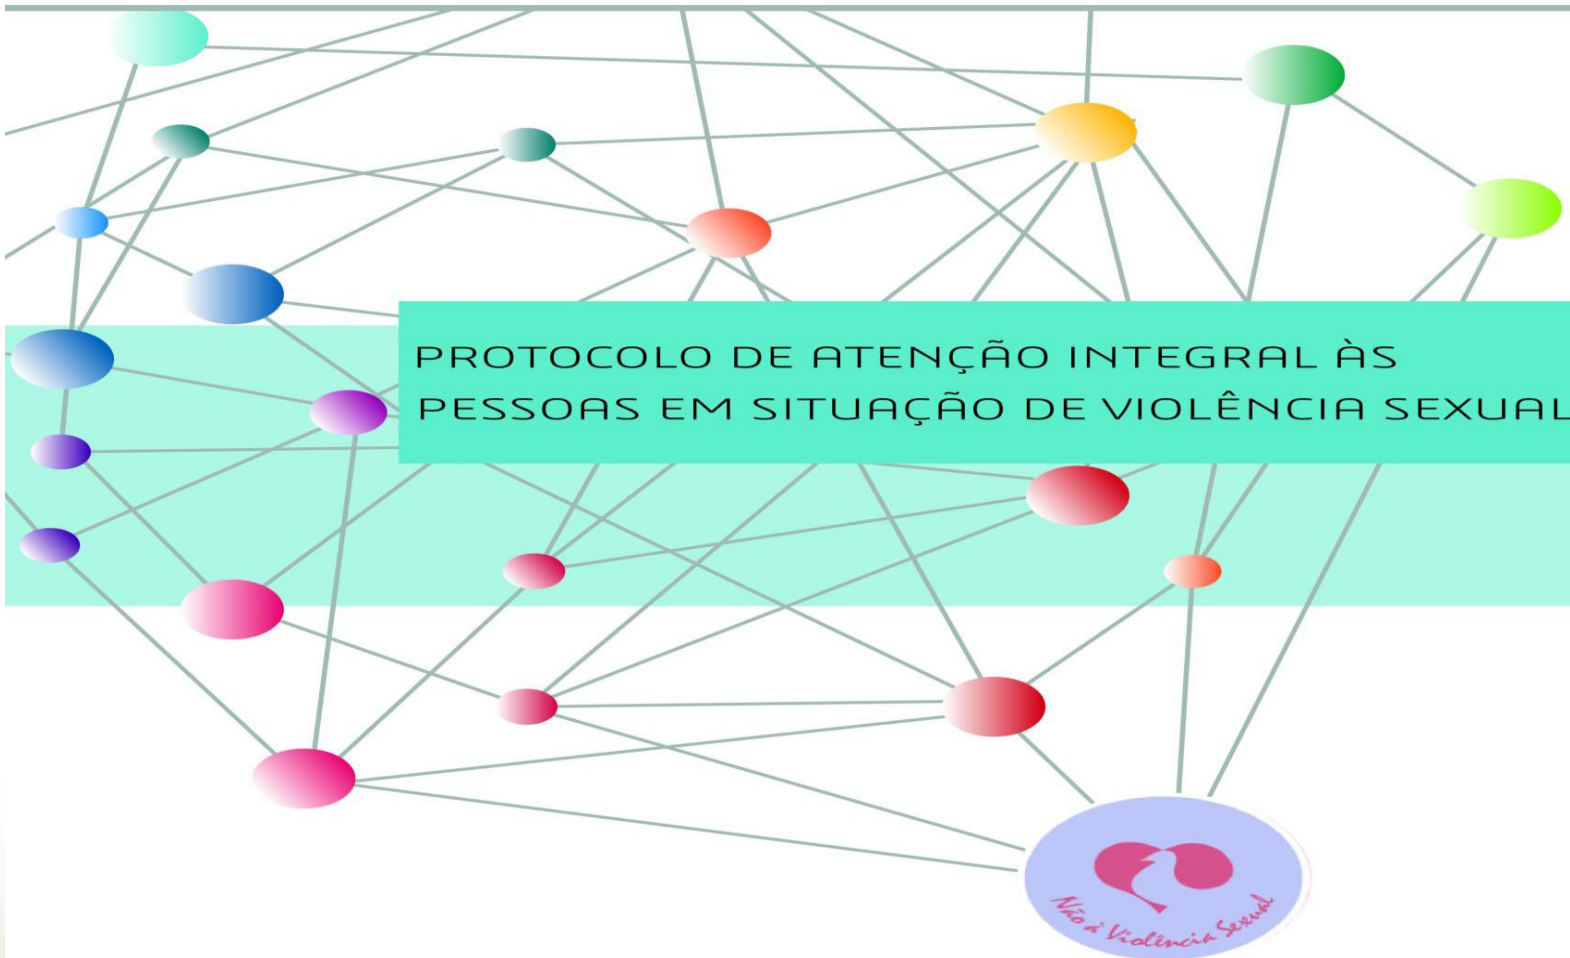 PROTOCOLO DE ATENÇÃO INTEGRAL ÀS
PESSOAS EM SITUAÇÃO DE VIOLÊNCIA SEXUAL
Não à Violência Sexual